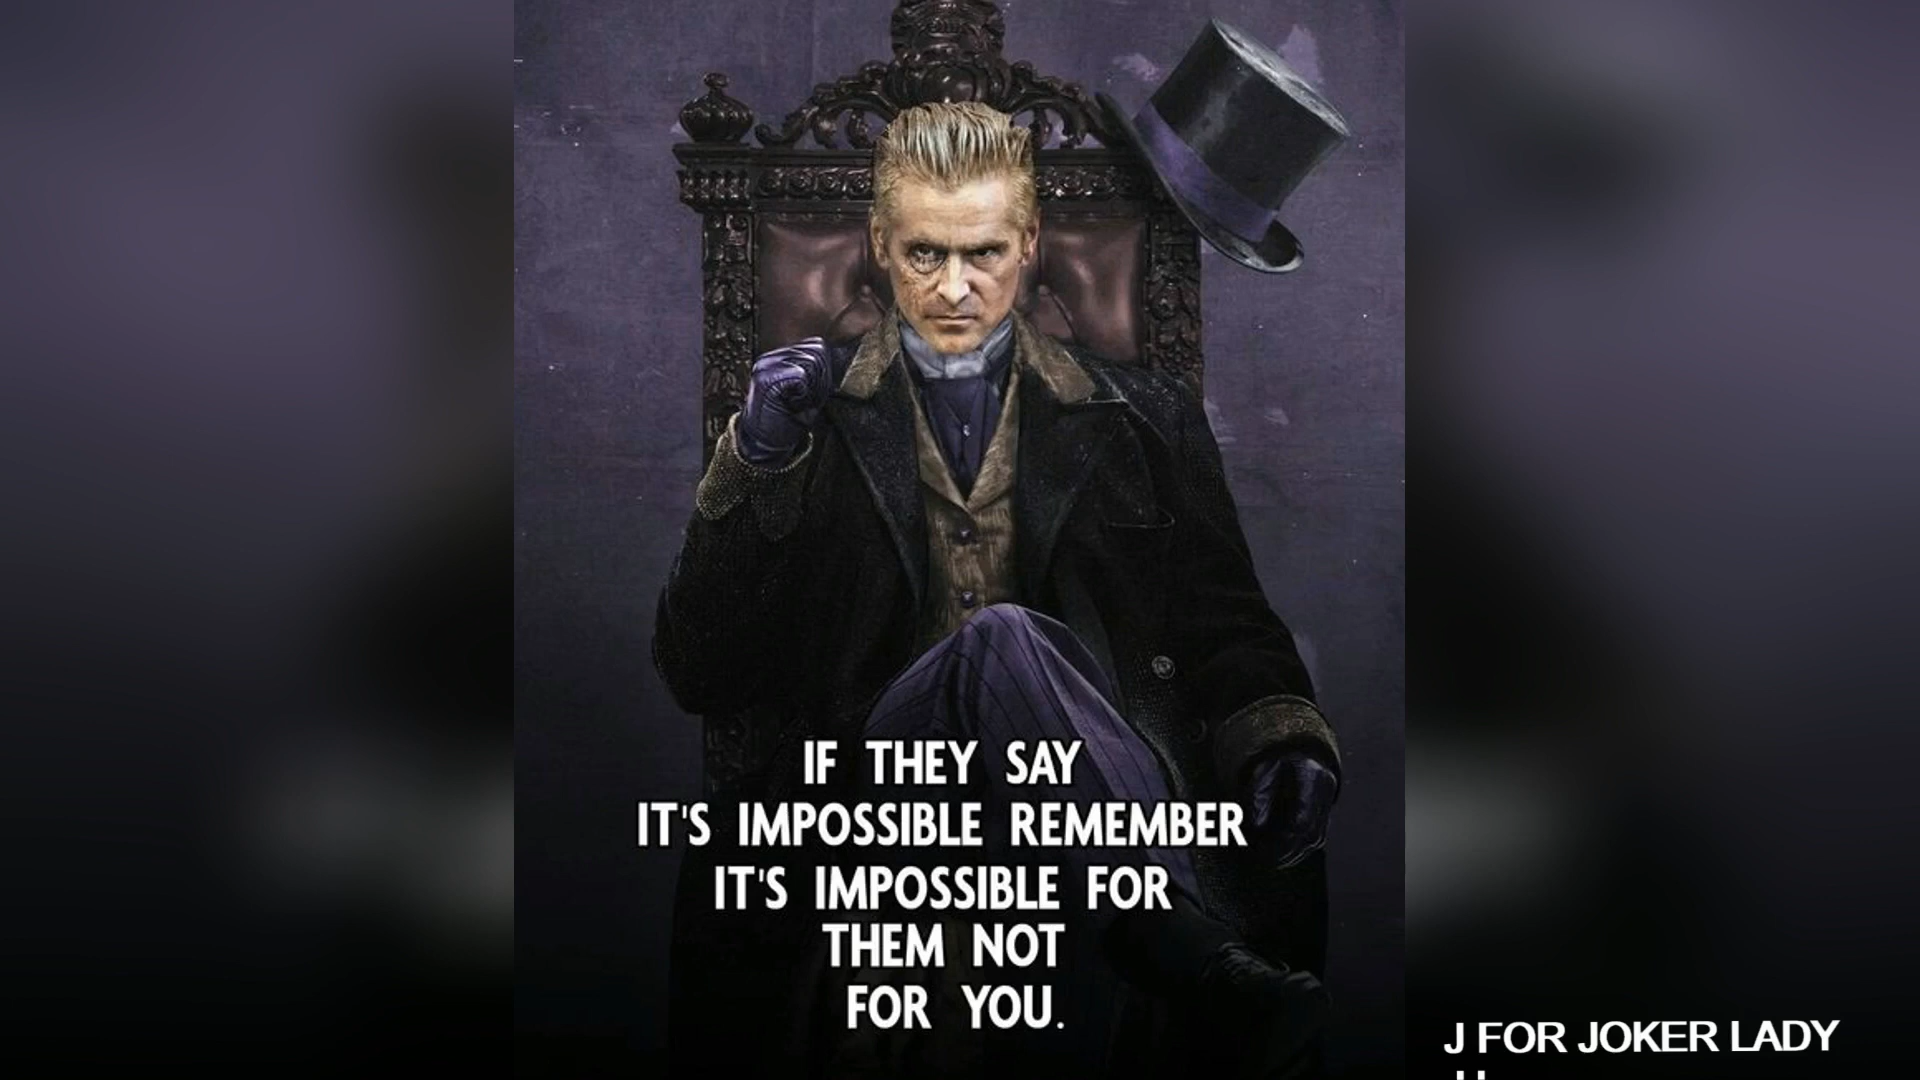 IF THEY SAY
IT'S IMPOSSIBLE REMEMBER
IT'S IMPOSSIBLE FOR
THEM NOT
FOR YOU.
J FOR JOKER LADY